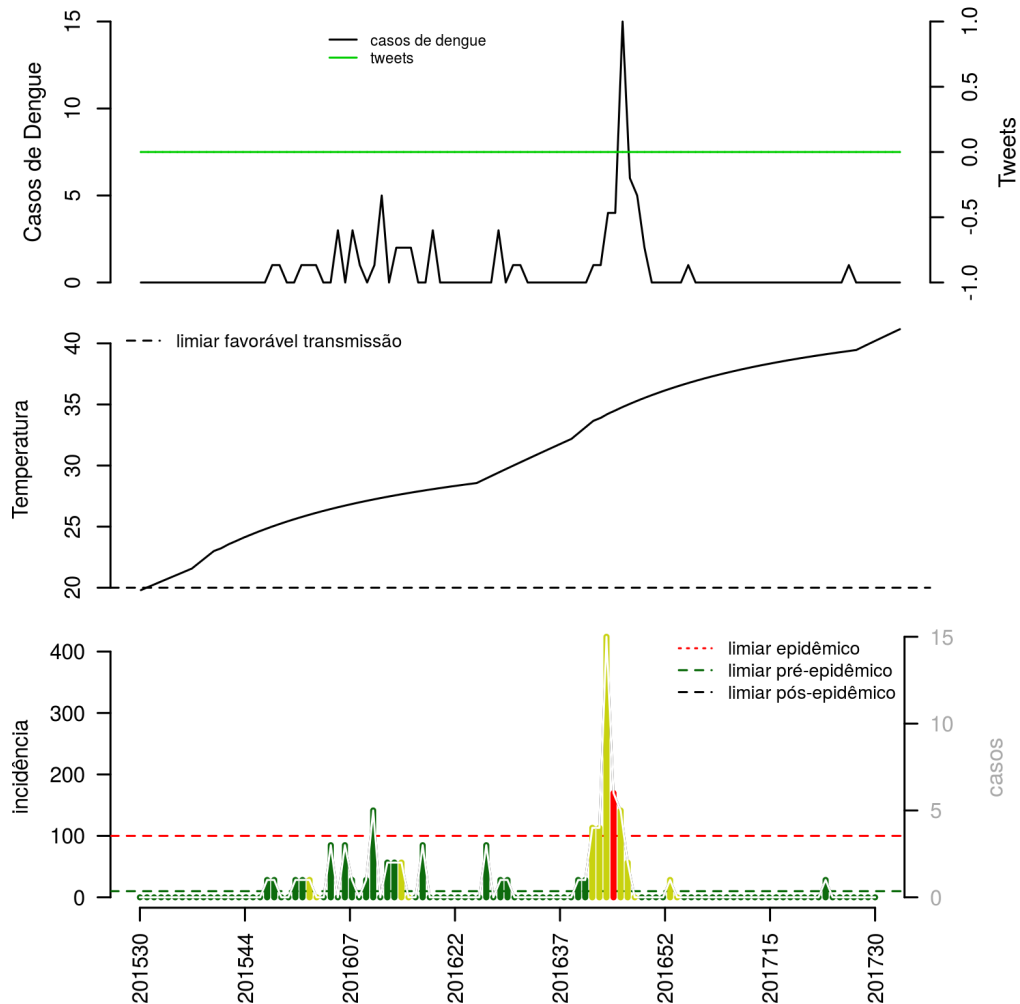 Casos de Dengue
15
10
5
0
casos de dengue
tweets
1.0
0.5
0.0
-0.5
-1.0
Tweets
Temperatura
40
35
30
25
20
limiar favorável transmissão
incidência
400
300
200
100
0
limiar epidêmico
limiar pré-epidêmico
limiar pós-epidêmico
15
10
5
0
casos
201530
201544
201607
201622
201637
201652
201715
201730